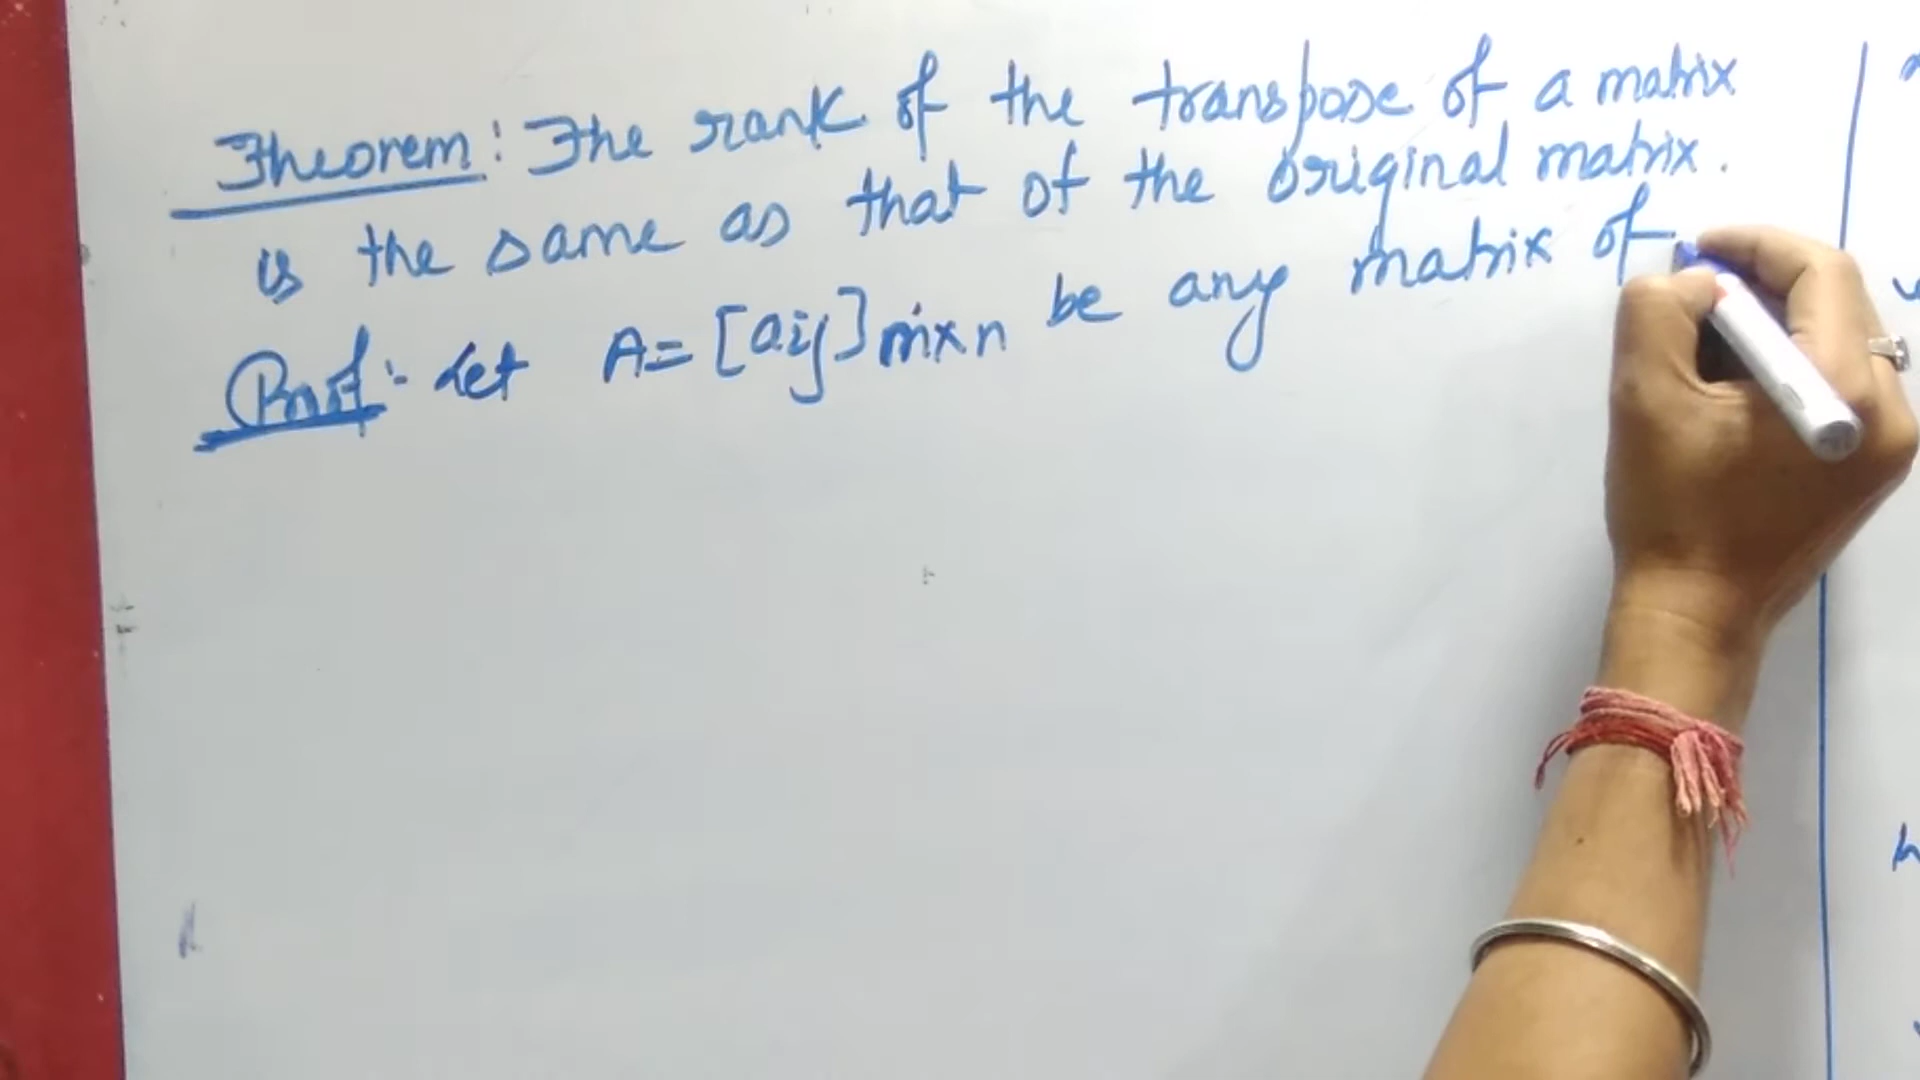 Theorem: The rank of the transpose of a matrix
is the same as that of the original matrix.
Proof:- Let A = [aij]m×n be any matrix of